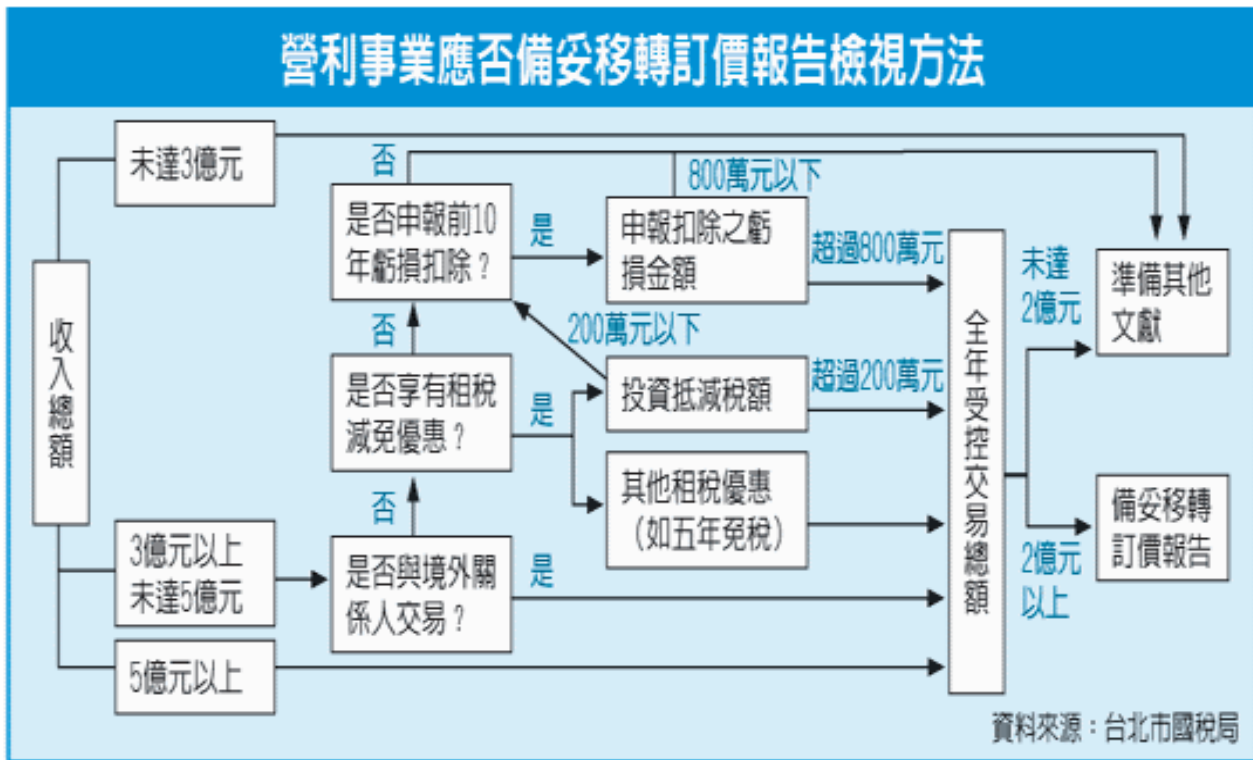 營利事業應否備妥移轉訂價報告檢視方法
未達3億元
否
800萬元以下
是否申報前10
年虧損扣除？
是
申報扣除之虧
損金額
超過800萬元
未達
2億元
準備其他
文獻
收入總額
否
200萬元以下
全年受控交易總額
是否享有租稅
減免優惠？
是
投資抵減稅額
超過200萬元
其他租稅優惠
（如五年免稅）
否
備妥移轉
訂價報告
3億元以上
未達5億元
是否與境外關
係人交易？
是
2億元
以上
5億元以上
資料來源：台北市國稅局